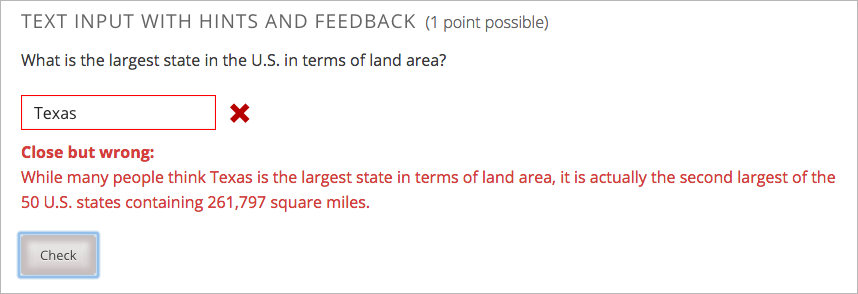 TEXT INPUT WITH HINTS AND FEEDBACK (1 point possible)
What is the largest state in the U.S. in terms of land area?
Texas
Close but wrong:
While many people think Texas is the largest state in terms of land area, it is actually the second largest of the
50 U.S. states containing 261,797 square miles.
Check